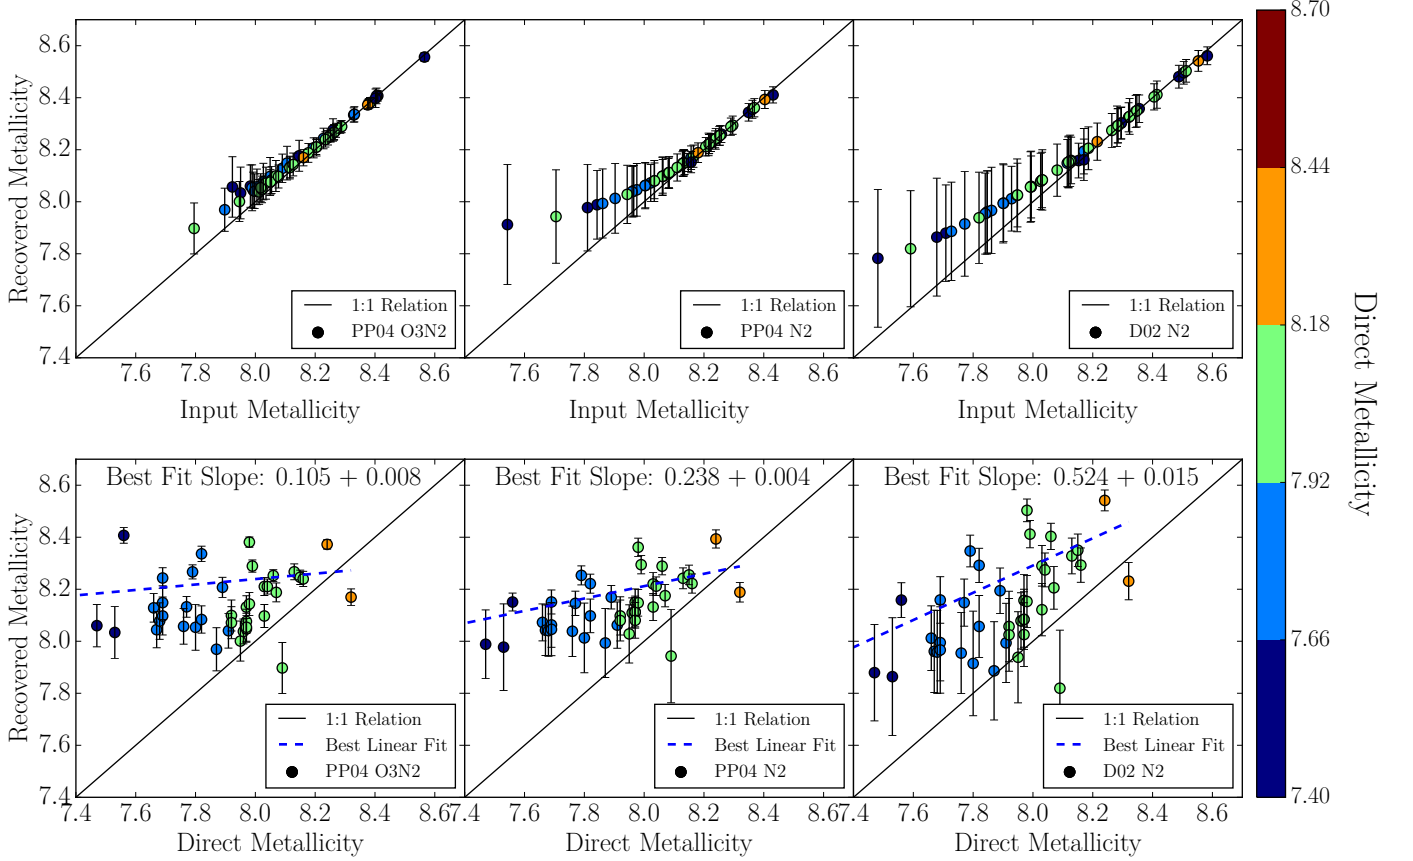 8.6
8.4
8.2
8.0
7.8
7.6
7.4
Recovered Metallicity
1:1 Relation
PP04 O3N2
7.6 7.8 8.0 8.2 8.4 8.6
Input Metallicity
1:1 Relation
PP04 N2
7.6 7.8 8.0 8.2 8.4 8.6
Input Metallicity
1:1 Relation
D02 N2
7.6 7.8 8.0 8.2 8.4 8.6
Input Metallicity
8.6
8.4
8.2
8.0
7.8
7.6
7.4
Recovered Metallicity
Best Fit Slope: 0.105 + 0.008
1:1 Relation
Best Linear Fit
PP04 O3N2
7.4 7.6 7.8 8.0 8.2 8.4 8.6
Direct Metallicity
Best Fit Slope: 0.238 + 0.004
1:1 Relation
Best Linear Fit
PP04 N2
7.4 7.6 7.8 8.0 8.2 8.4 8.6
Direct Metallicity
Best Fit Slope: 0.524 + 0.015
1:1 Relation
Best Linear Fit
D02 N2
7.4 7.6 7.8 8.0 8.2 8.4 8.6
Direct Metallicity
8.70
8.44
8.18
7.92
7.66
7.40
Direct Metallicity